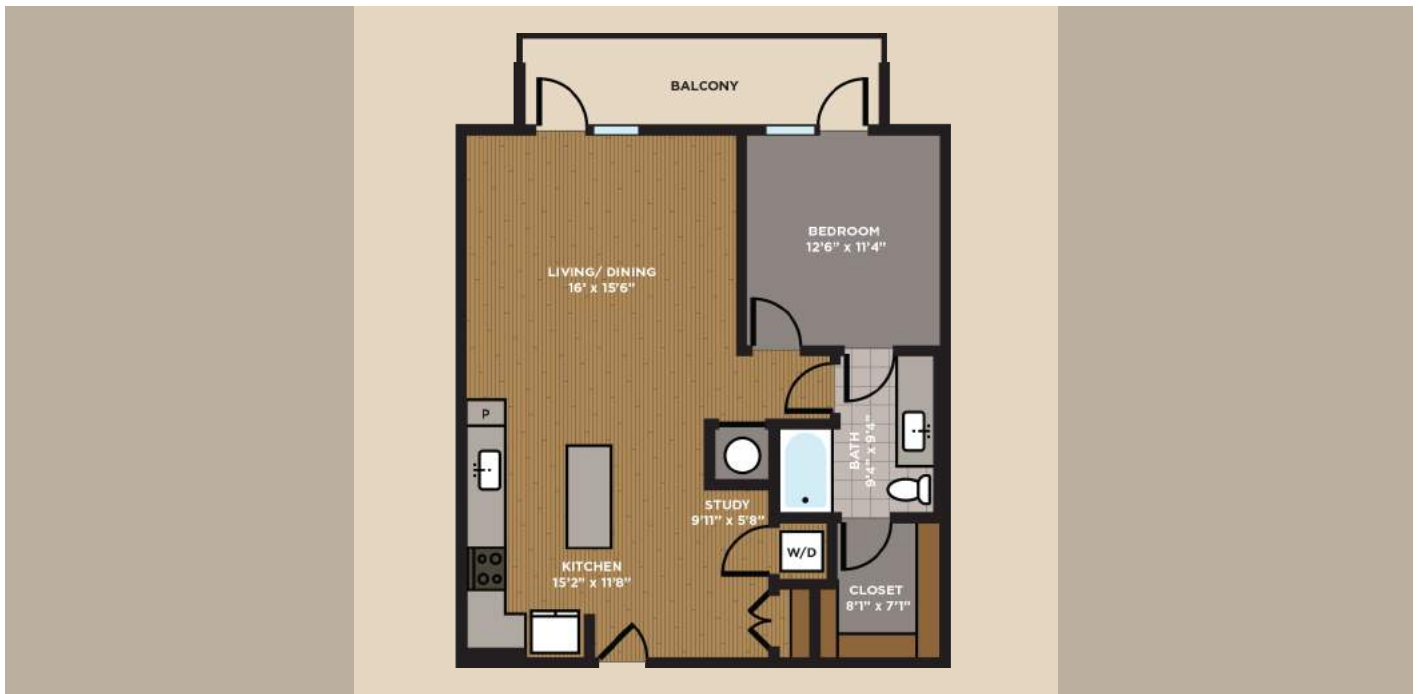 BALCONY
BEDROOM
12'6" x 11'4"
LIVING/ DINING
16' x 15'6"
P
BATH
9'4" x 9'4"
STUDY
9'11" x 5'8"
W/D
KITCHEN
15'2" x 11'8"
CLOSET
8'1" x 7'1"